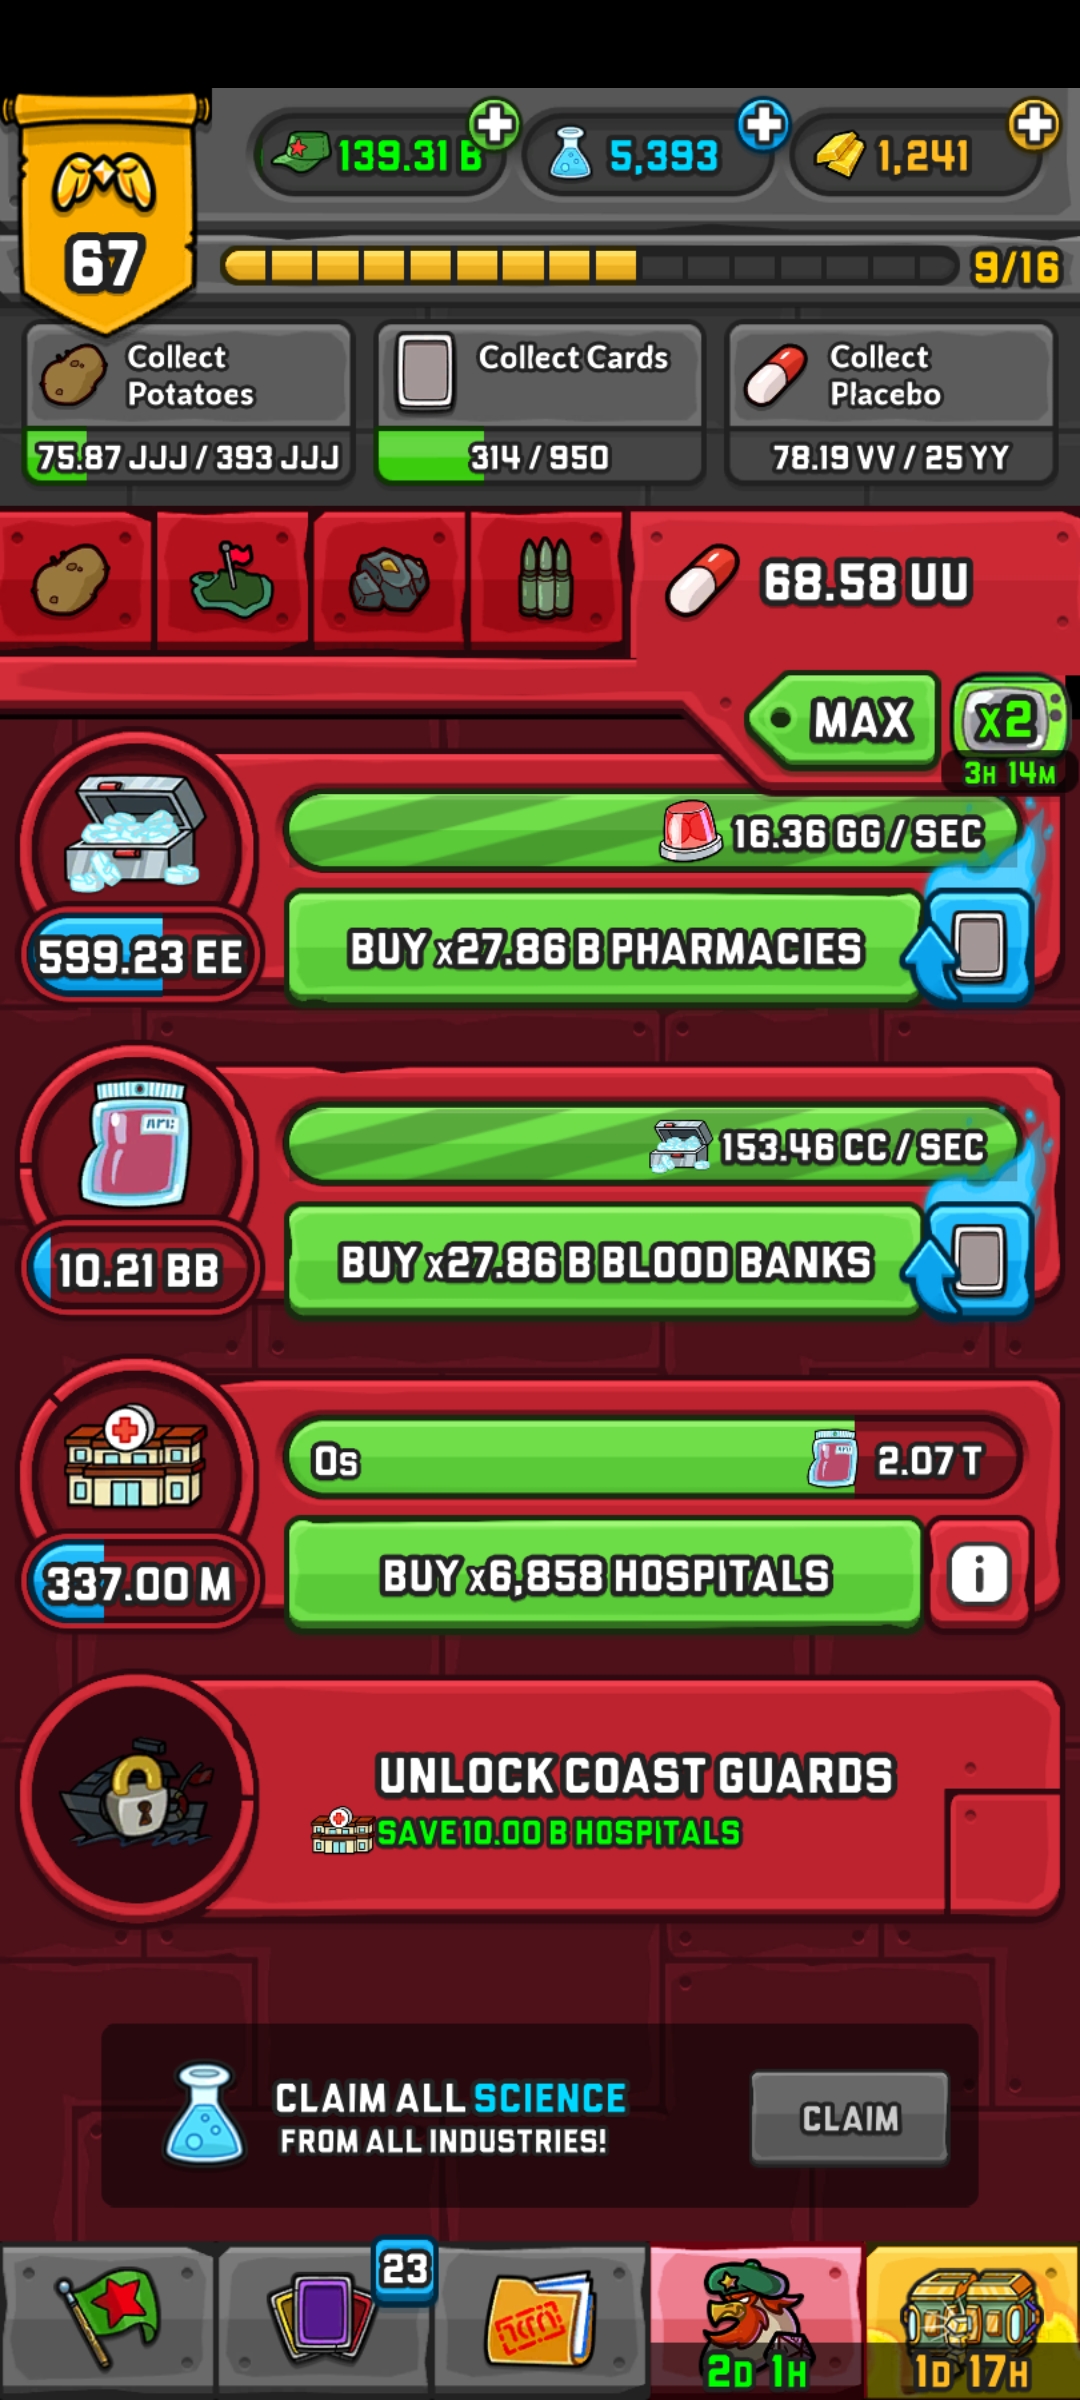 139.31 B
5,393
1,241
67
9/16
Collect
Potatoes
75.87 JJJ / 393 JJJ
Collect Cards
314 / 950
Collect
Placebo
78.19 VV / 25 YY
68.58 UU
MAX
x2
3H 14M
16.36 GG / SEC
599.23 EE
BUY x27.86 B PHARMACIES
153.46 CC / SEC
10.21 BB
BUY x27.86 B BLOOD BANKS
0s
2.07 T
337.00 M
BUY x6,858 HOSPITALS
i
UNLOCK COAST GUARDS
SAVE 10.00 B HOSPITALS
CLAIM ALL SCIENCE
FROM ALL INDUSTRIES!
CLAIM
23
2D 1H
1D 17H